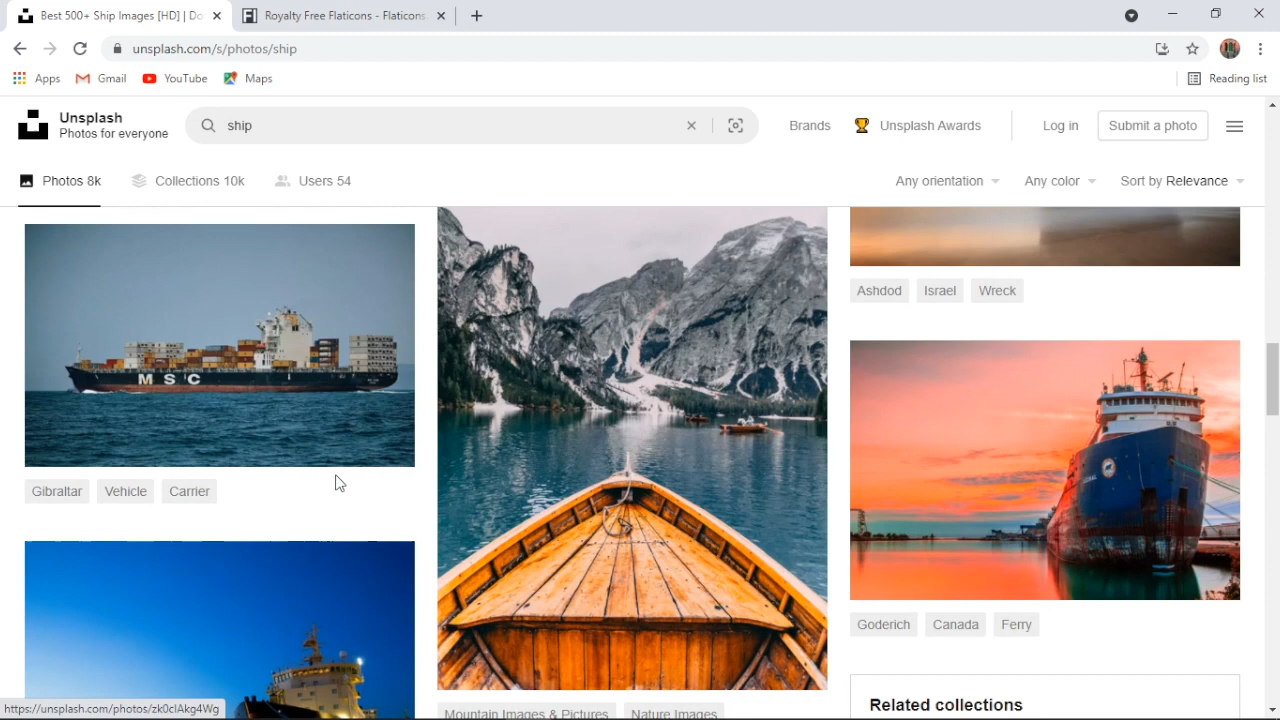 Best 500+ Ship Images [HD] | Do
Royalty Free Flaticons - Flaticons
unsplash.com/s/photos/ship
Apps
Gmail
YouTube
Maps
Reading list
Unsplash
Photos for everyone
ship
Brands
Unsplash Awards
Log in
Submit a photo
Photos 8k
Collections 10k
Users 54
Any orientation
Any color
Sort by Relevance
MSC
Gibraltar
Vehicle
Carrier
Mountain Images & Pictures
Nature Images
Ashdod
Israel
Wreck
Goderich
Canada
Ferry
Related collections
https://unsplash.com/photos/zk0clAkg4Wg